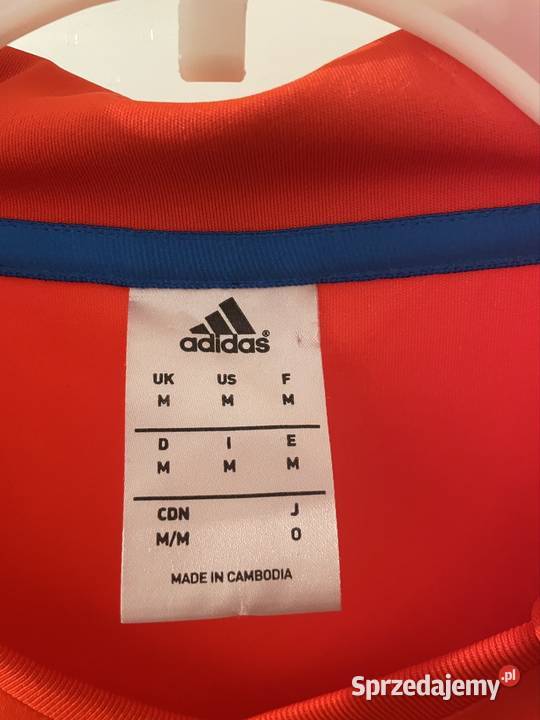 adidas®
UK US F
M M M
D I E
M M M
CDN J
M/M O
MADE IN CAMBODIA
Sprzedajemy.pl